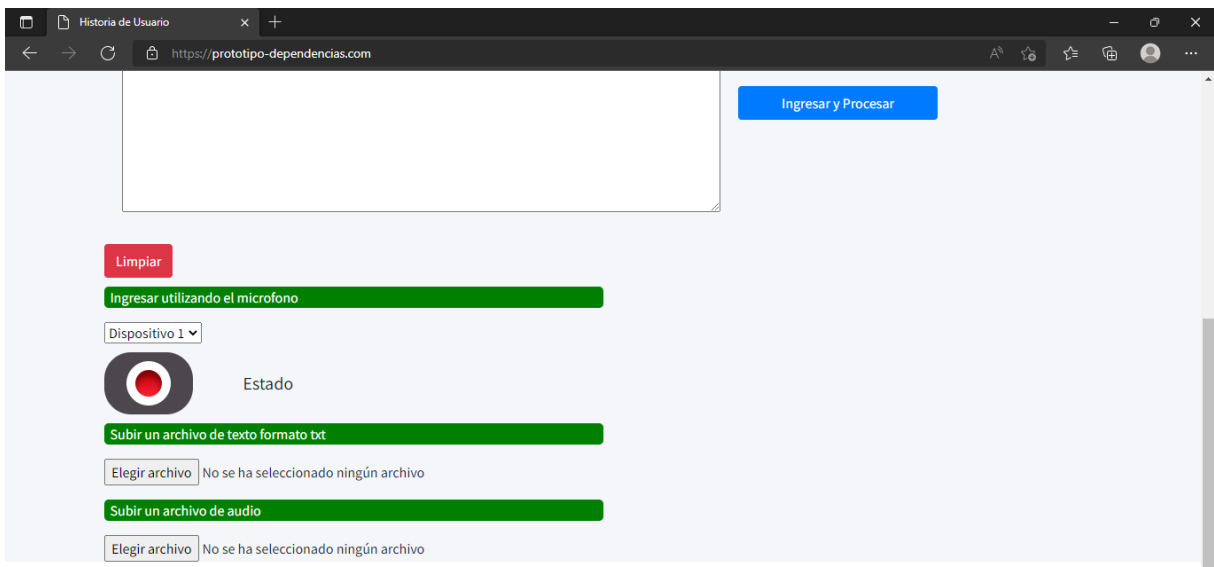 Historia de Usuario
https://prototipo-dependencias.com
Ingresar y Procesar
Limpiar
Ingresar utilizando el microfono
Dispositivo 1
Estado
Subir un archivo de texto formato txt
Elegir archivo No se ha seleccionado ningún archivo
Subir un archivo de audio
Elegir archivo No se ha seleccionado ningún archivo